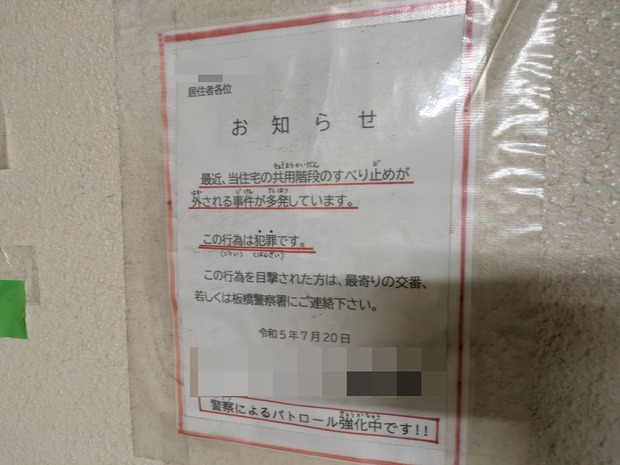 居住者各位
お知らせ
最近、当住宅の共用階段のすべり止めが
外される事件が多発しています。
この行為は犯罪です。
この行為を目撃された方は、最寄りの交番、
若しくは板橋警察署にご連絡下さい。
令和5年7月20日
警察によるパトロール強化中です!!